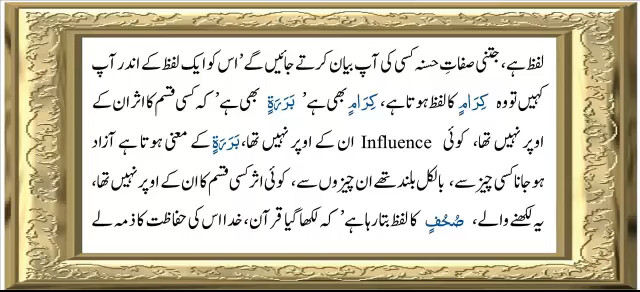 لفظ ہے، جتنی صفاتِ حسنہ کسی کی آپ بیان کرتے جائیں گے' اس کو ایک لفظ کے اندر آپ
کہیں تو وہ كِرَامٍ کا لفظ ہوتا ہے، كِرَامٍ بھی ہے' بَرَرَةٍ بھی ہے' کہ کسی قسم کا اثر ان کے
اوپر نہیں تھا، کوئی Influence ان کے اوپر نہیں تھا، بَرَرَةٍ کے معنی ہوتا ہے آزاد
ہو جانا کسی چیز سے، بالکل بلند تھے ان چیزوں سے، کوئی اثر کسی قسم کا ان کے اوپر نہیں تھا،
یہ لکھنے والے، صُحُفٍ کا لفظ بتا رہا ہے' کہ لکھا گیا قرآن، خدا اس کی حفاظت کا ذمہ لے